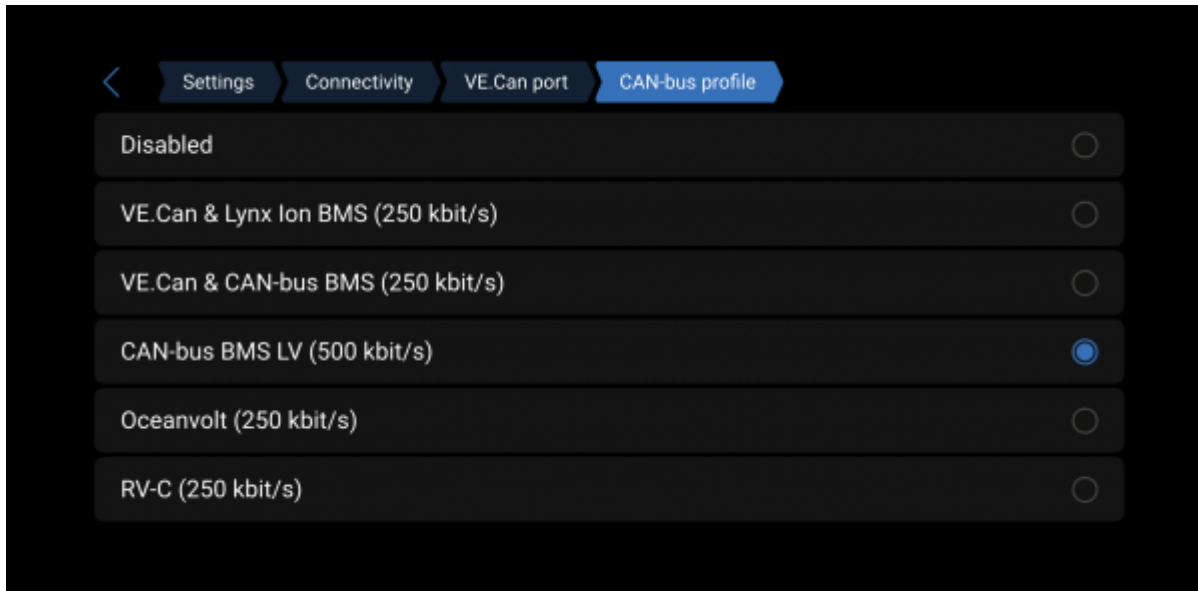 Settings Connectivity VE.Can port CAN-bus profile
Disabled
VE.Can & Lynx Ion BMS (250 kbit/s)
VE.Can & CAN-bus BMS (250 kbit/s)
CAN-bus BMS LV (500 kbit/s)
Oceanvolt (250 kbit/s)
RV-C (250 kbit/s)